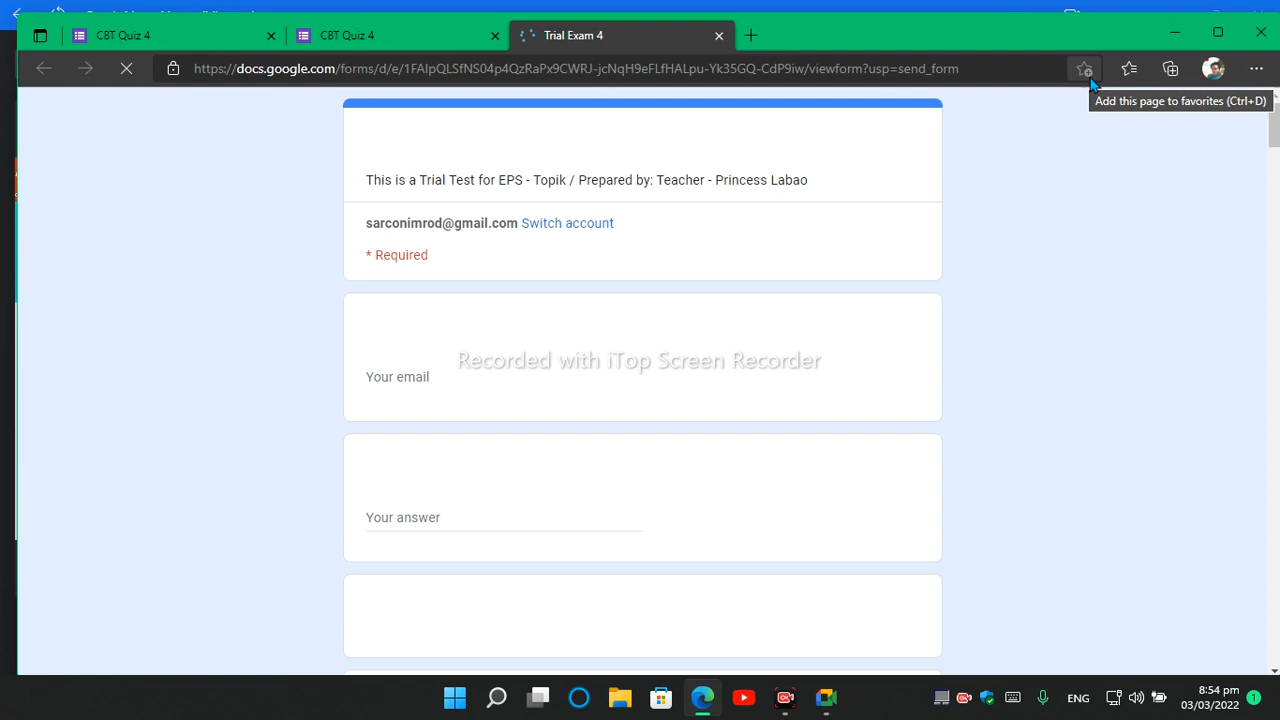 CBT Quiz 4
CBT Quiz 4
Trial Exam 4
https://docs.google.com/forms/d/e/1FAIpQLSfNS04p4QzRaPx9CWRJ-jcNqH9eFLfHALpu-Yk35GQ-CdP9iw/viewform?usp=send_form
Add this page to favorites (Ctrl+D)
This is a Trial Test for EPS - Topik / Prepared by: Teacher - Princess Labao
sarconimrod@gmail.com Switch account
* Required
Recorded with iTop Screen Recorder
Your email
Your answer
ENG
8:54 pm
03/03/2022
1